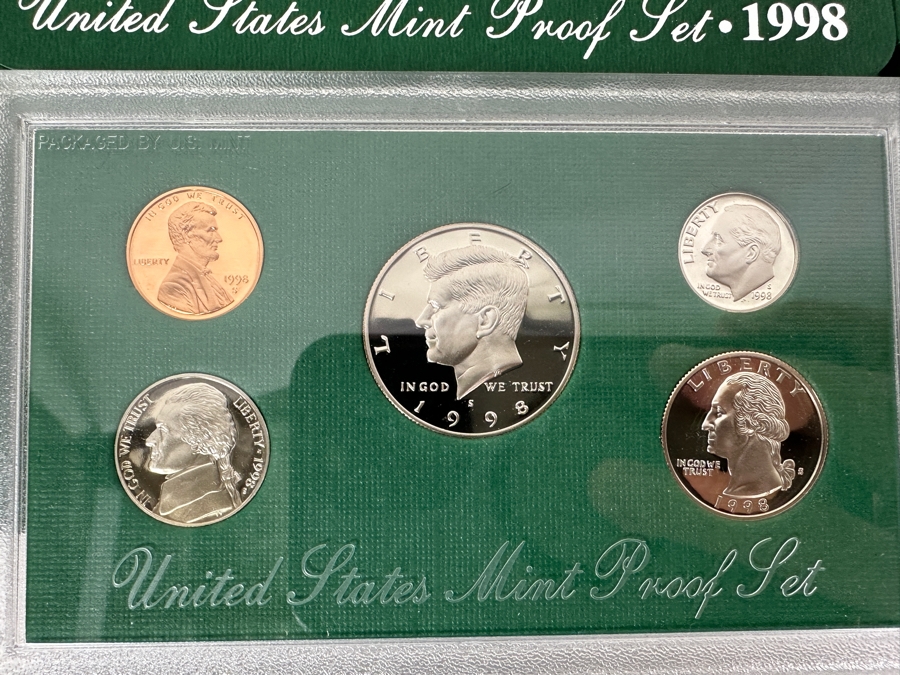 United States Mint Proof Set • 1998
PACKAGED BY U.S. MINT
IN GOD WE TRUST
LIBERTY
1998
S
LIBERTY
IN GOD WE TRUST
S
1998
LIBERTY
IN GOD
WE TRUST
S
1998
IN GOD WE TRUST
LIBERTY * 1998
S
LIBERTY
IN GOD WE
TRUST
S
1998
United States Mint Proof Set